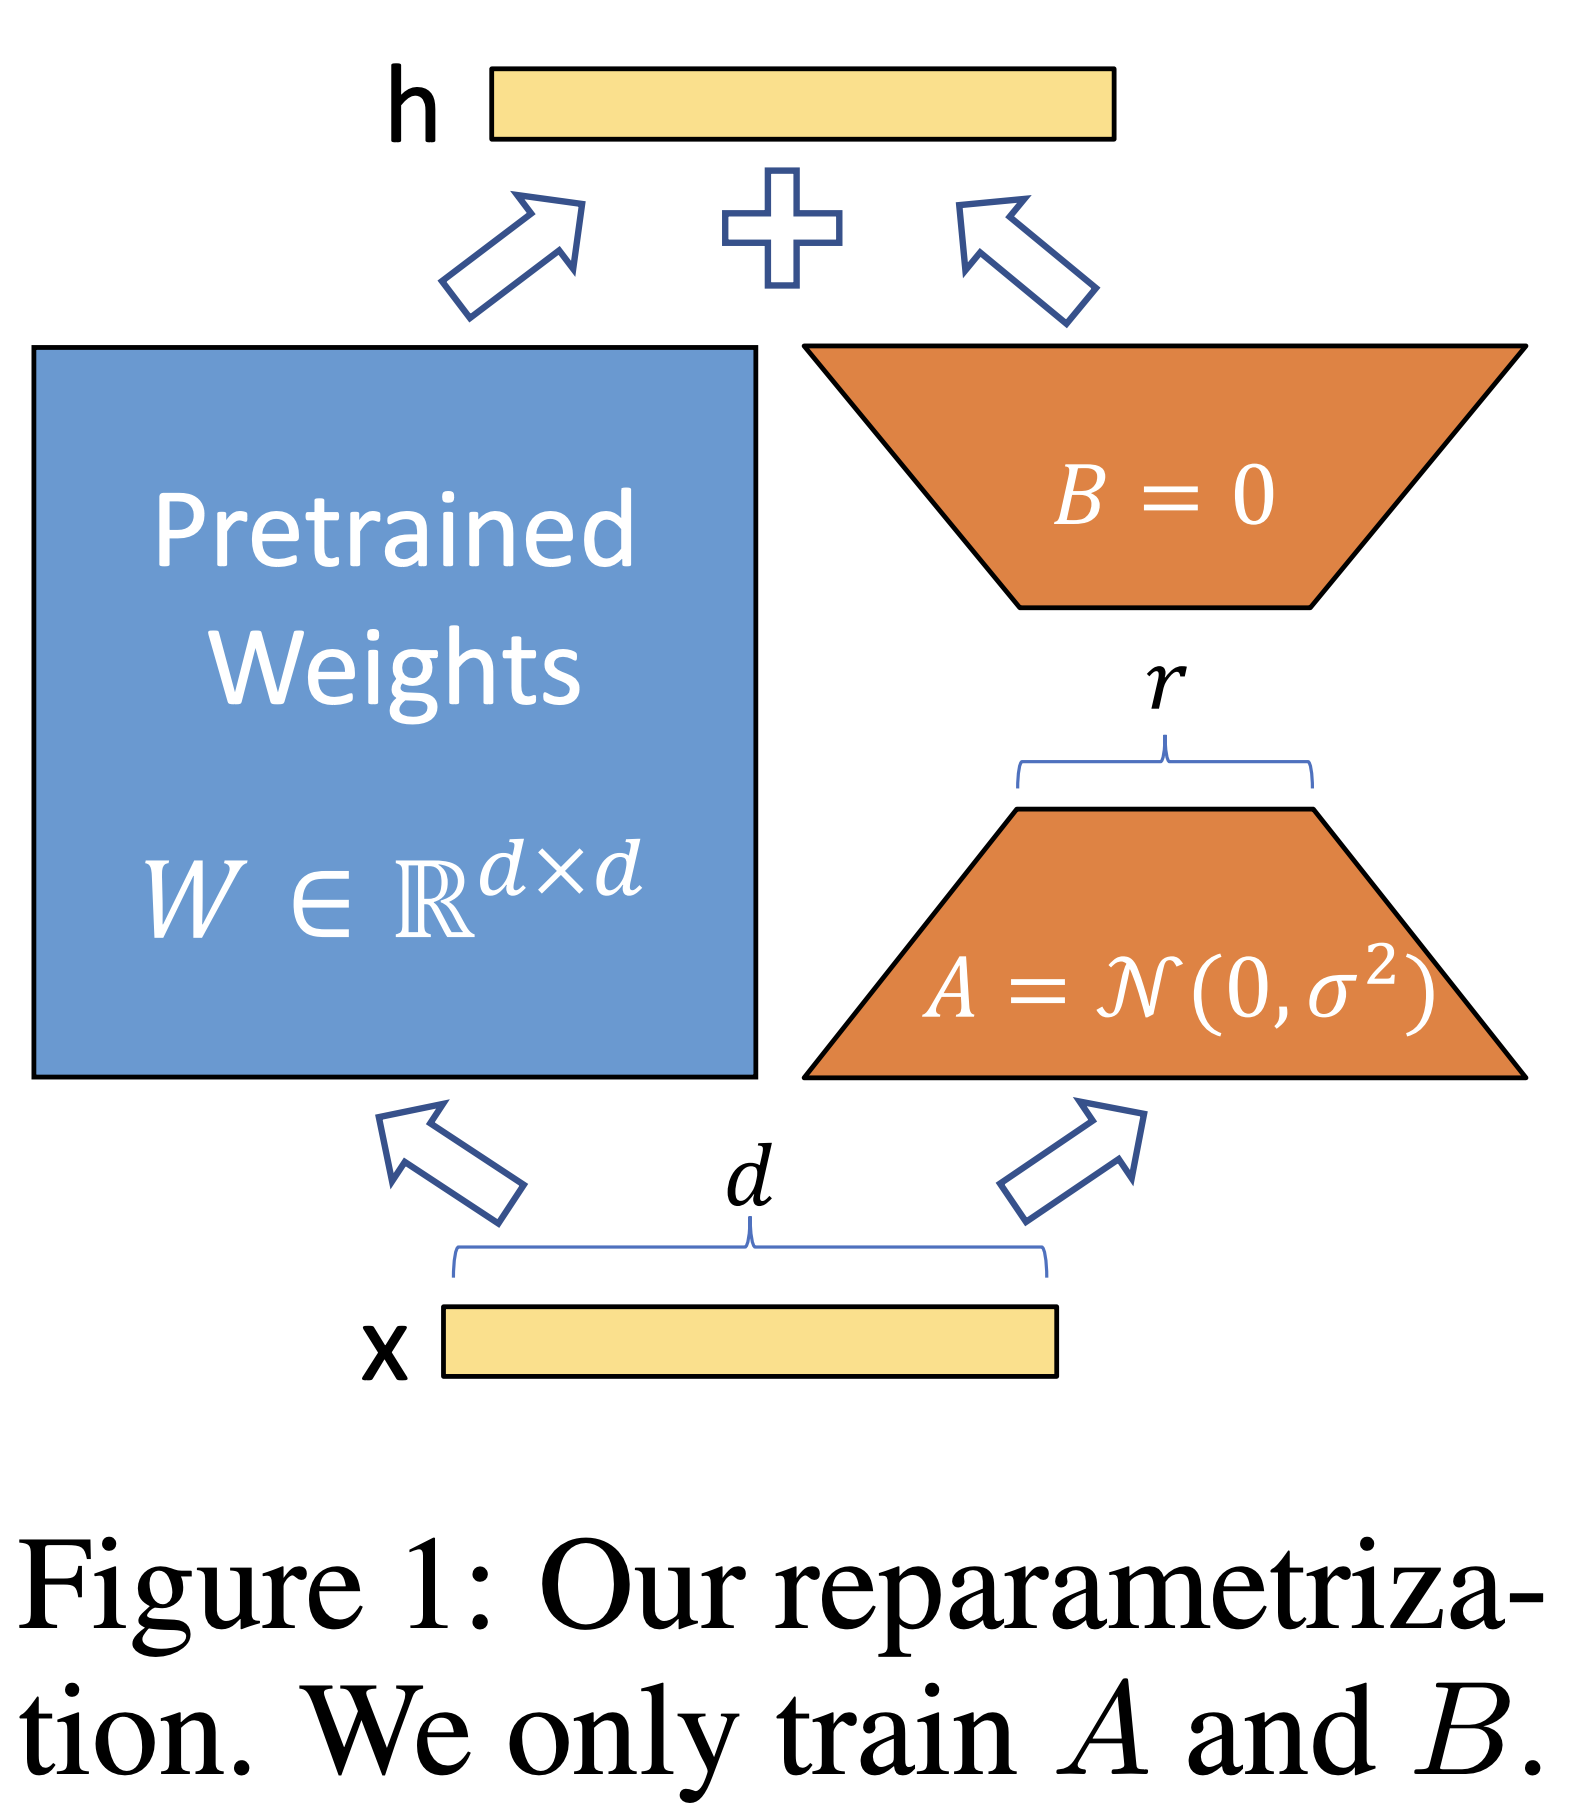 h
Pretrained
Weights
W ∈ ℝ^{d×d}
B = 0
r
A = 𝒩(0, σ²)
d
x
Figure 1: Our reparametriza-
tion. We only train A and B.